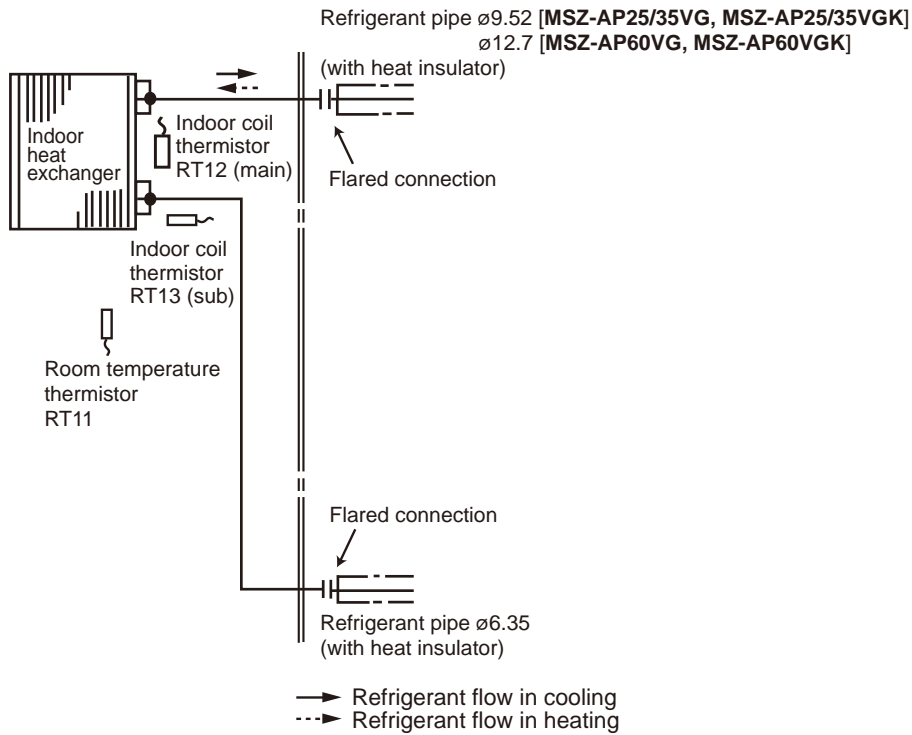 Refrigerant pipe ø9.52 [MSZ-AP25/35VG, MSZ-AP25/35VGK]
ø12.7 [MSZ-AP60VG, MSZ-AP60VGK]
(with heat insulator)
Indoor
heat
exchanger
Indoor coil
thermistor
RT12 (main)
Flared connection
Indoor coil
thermistor
RT13 (sub)
Room temperature
thermistor
RT11
Flared connection
Refrigerant pipe ø6.35
(with heat insulator)
Refrigerant flow in cooling
Refrigerant flow in heating